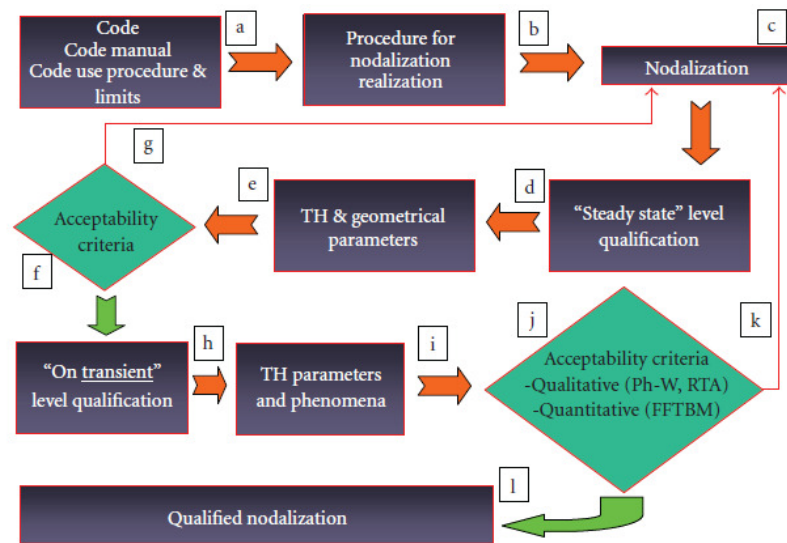 Code
Code manual
Code use procedure &
limits
a
Procedure for
nodalization
realization
b
c
Nodalization
g
Acceptability
criteria
f
e
TH & geometrical
parameters
d
“Steady state” level
qualification
“On transient”
level qualification
h
TH parameters
and phenomena
i
j
k
Acceptability criteria
-Qualitative (Ph-W, RTA)
-Quantitative (FFTBM)
l
Qualified nodalization